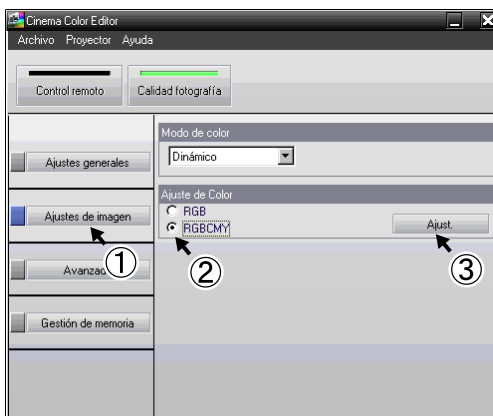 Cinema Color Editor
Archivo Proyector Ayuda
Control remoto
Calidad fotografía
Modo de color
Dinámico
Ajustes generales
Ajuste de Color
RGB
RGBCMY
Ajust.
Ajustes de imagen
1
2
3
Gestión de memoria